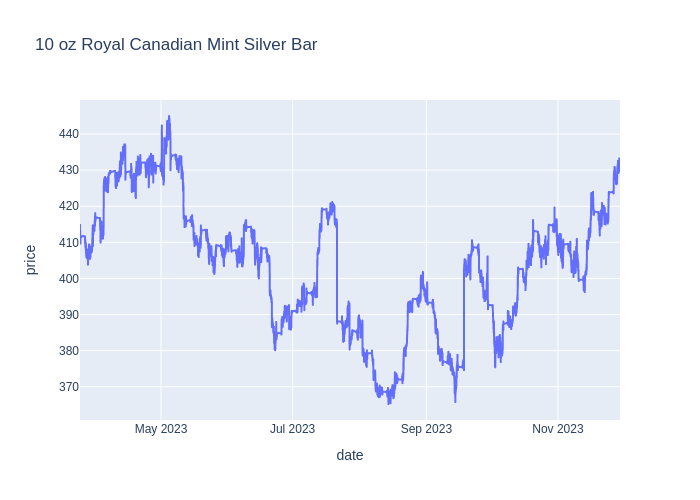 10 oz Royal Canadian Mint Silver Bar
440
430
420
410
400
390
380
370
price
May 2023
Jul 2023
Sep 2023
Nov 2023
date